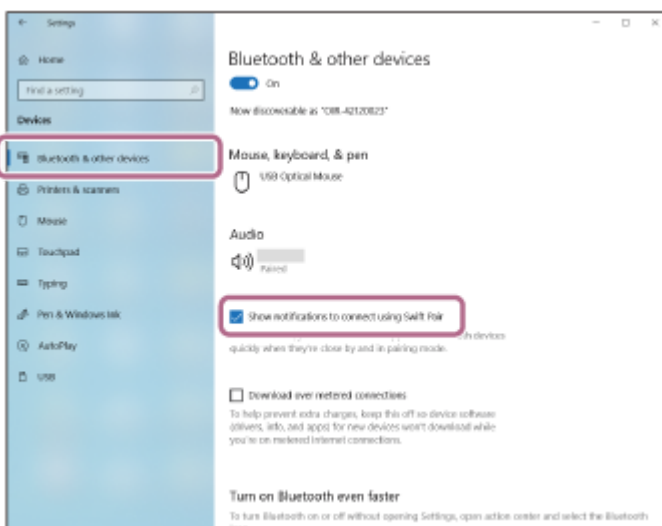 Settings
Home
Find a setting
Devices
Bluetooth & other devices
Printers & scanners
Mouse
Touchpad
Typing
Pen & Windows Ink
AutoPlay
USB
Bluetooth & other devices
On
Now discoverable as
Mouse, keyboard, & pen
USB Optical Mouse
Audio
Paired
Show notifications to connect using Swift Pair
devices
quickly when they're close by and in pairing mode.
Download over metered connections
To help prevent extra charges, keep this off so device software
(drivers, info, and apps) for new devices won't download while
you're on metered Internet connections.
Turn on Bluetooth even faster
To turn Bluetooth on or off without opening Settings, open action center and select the Bluetooth